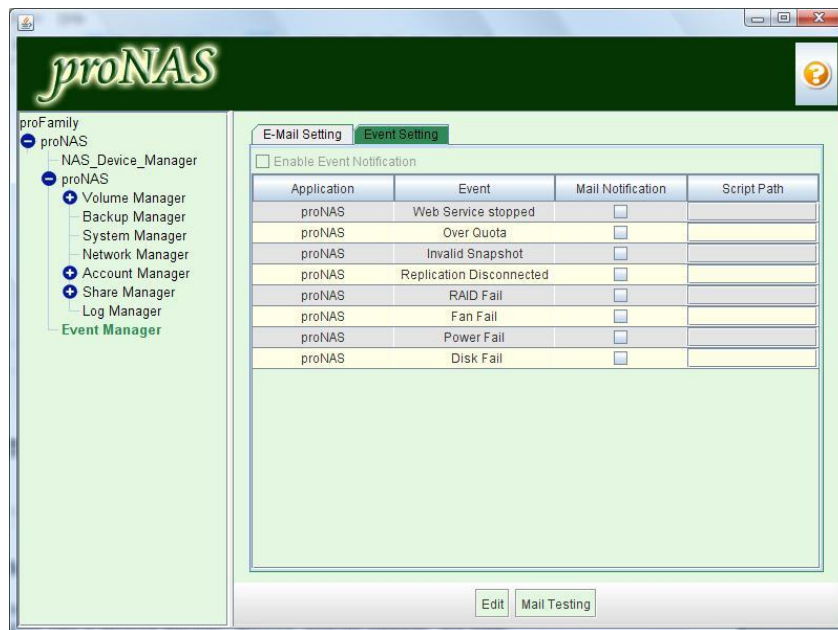 proNAS
proFamily
proNAS
NAS_Device_Manager
proNAS
Volume Manager
Backup Manager
System Manager
Network Manager
Account Manager
Share Manager
Log Manager
Event Manager
E-Mail Setting Event Setting
Enable Event Notification
Application Event Mail Notification Script Path
proNAS Web Service stopped
proNAS Over Quota
proNAS Invalid Snapshot
proNAS Replication Disconnected
proNAS RAID Fail
proNAS Fan Fail
proNAS Power Fail
proNAS Disk Fail
Edit Mail Testing